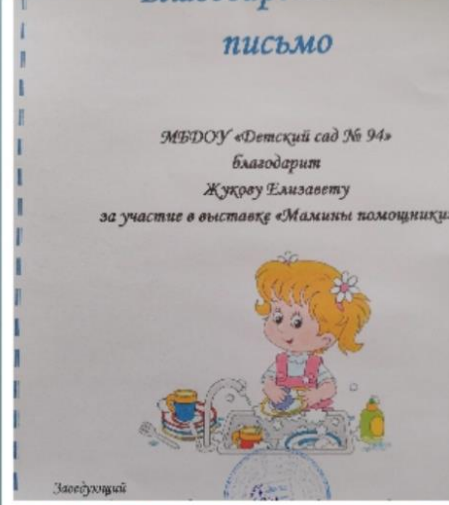 письмо
МБДОУ «Детский сад № 94»
благодарит
Жукову Елизавету
за участие в выставке «Мамины помощники»
Заведующий